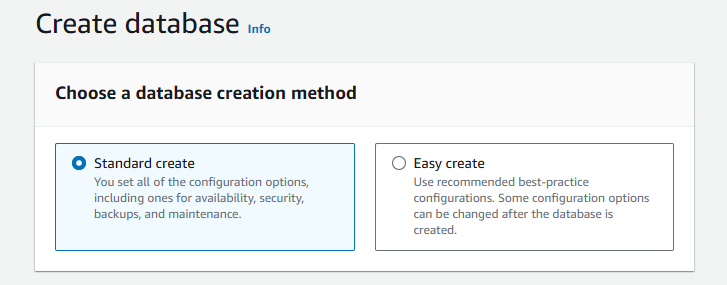 Create database Info
Choose a database creation method
Standard create
You set all of the configuration options,
including ones for availability, security,
backups, and maintenance.
Easy create
Use recommended best-practice
configurations. Some configuration options
can be changed after the database is
created.